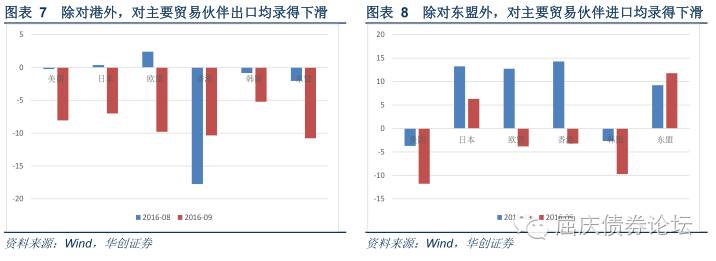 图表 7 除对港外，对主要贸易伙伴出口均录得下滑
5
0
-5
-10
-15
-20
美国 日本 欧盟 香港 韩国 东盟
2016-08 2016-09
资料来源：Wind，华创证券
图表 8 除对东盟外，对主要贸易伙伴进口均录得下滑
20
15
10
5
0
-5
-10
-15
日本 欧盟 香港 韩国 东盟
屈庆债券论坛
资料来源：Wind，华创证券